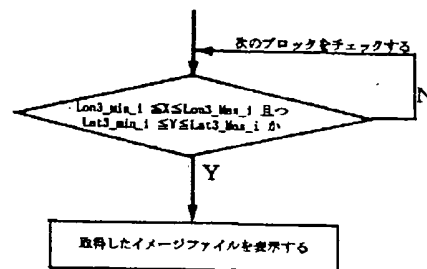 次のブロックをチェックする
Lon3_min_i ≦X≦Lon3_Max_i 且つ
Lat3_min_i ≦Y≦Lat3_Max_i か
N
Y
取得したイメージファイルを表示する